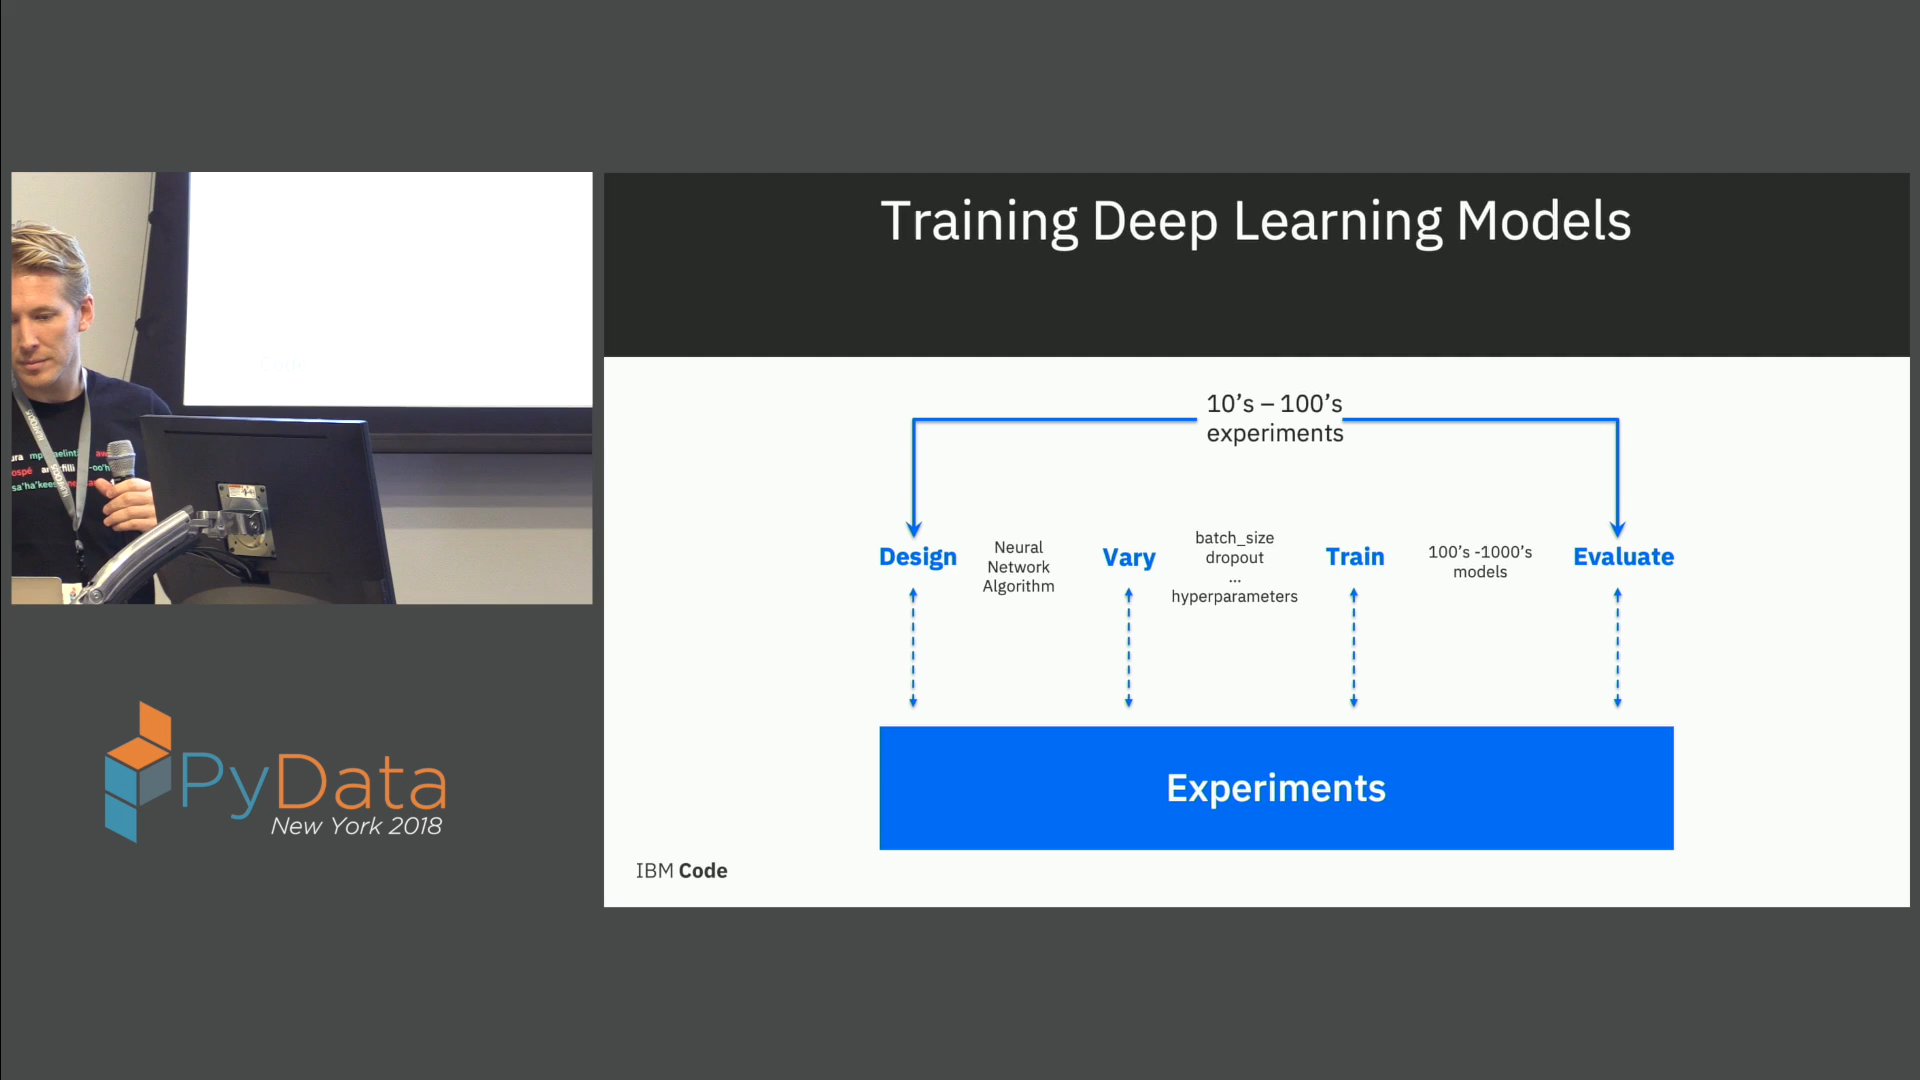 Training Deep Learning Models
10’s – 100’s
experiments
Design
Neural
Network
Algorithm
Vary
batch_size
dropout
...
hyperparameters
Train
100’s -1000’s
models
Evaluate
Experiments
IBM Code
PyData
New York 2018